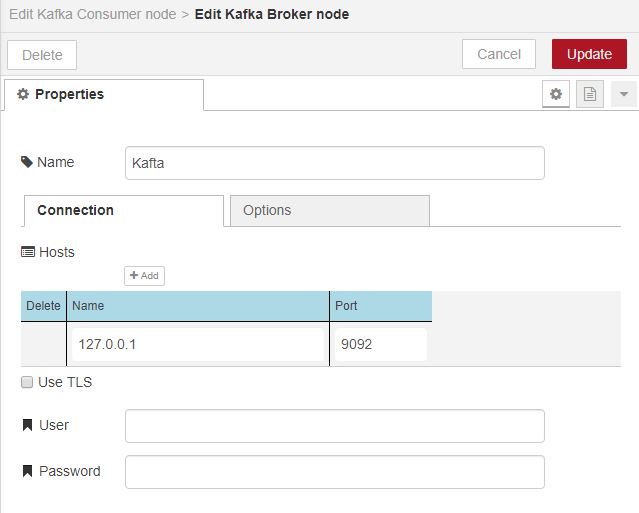 Edit Kafka Consumer node > Edit Kafka Broker node
Delete Cancel Update
Properties
Name Kafta
Connection Options
Hosts
+ Add
Delete Name Port
127.0.0.1 9092
Use TLS
User
Password